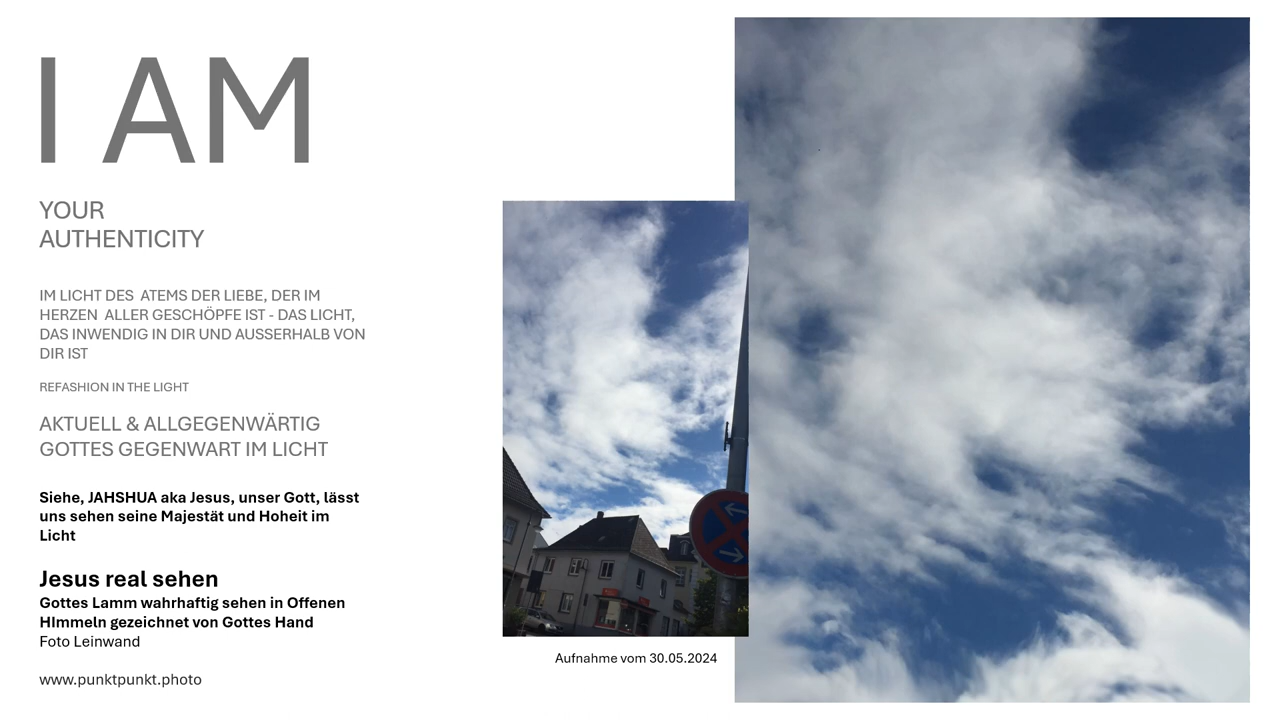 I AM
YOUR
AUTHENTICITY
IM LICHT DES  ATEMS DER LIEBE, DER IM
HERZEN  ALLER GESCHÖPFE IST - DAS LICHT,
DAS INWENDIG IN DIR UND AUSSERHALB VON
DIR IST
REFASHION IN THE LIGHT
AKTUELL & ALLGEGENWÄRTIG
GOTTES GEGENWART IM LICHT
Siehe, JAHSHUA aka Jesus, unser Gott, lässt
uns sehen seine Majestät und Hoheit im
Licht
Jesus real sehen
Gottes Lamm wahrhaftig sehen in Offenen
HImmeln gezeichnet von Gottes Hand
Foto Leinwand
www.punktpunkt.photo
Aufnahme vom 30.05.2024